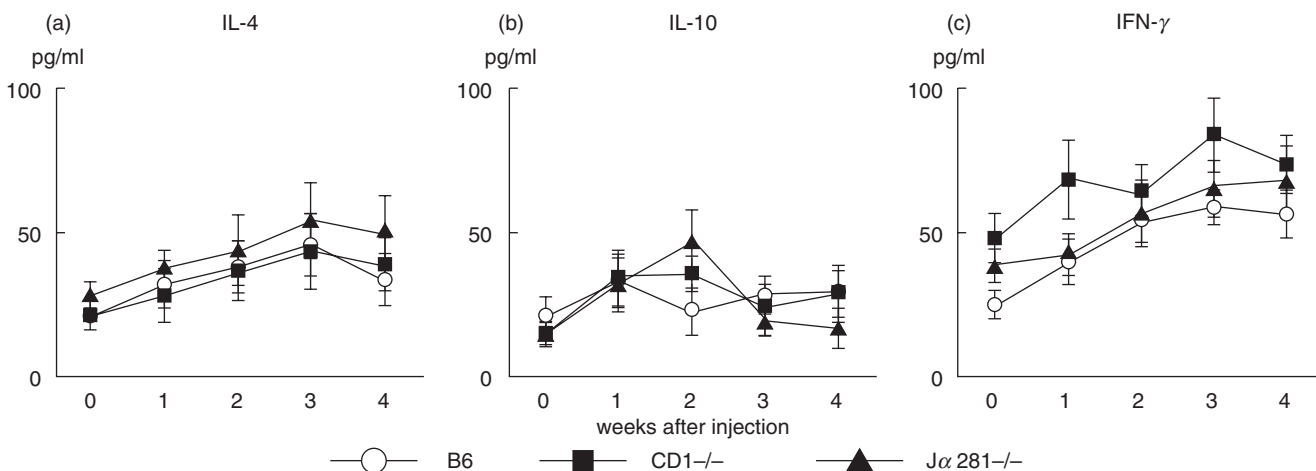 (a) IL-4
pg/ml
100
50
0
0 1 2 3 4
(b) IL-10
pg/ml
100
50
0
0 1 2 3 4
weeks after injection
(c) IFN-γ
pg/ml
100
50
0
0 1 2 3 4
B6 CD1−/− Jα 281−/−